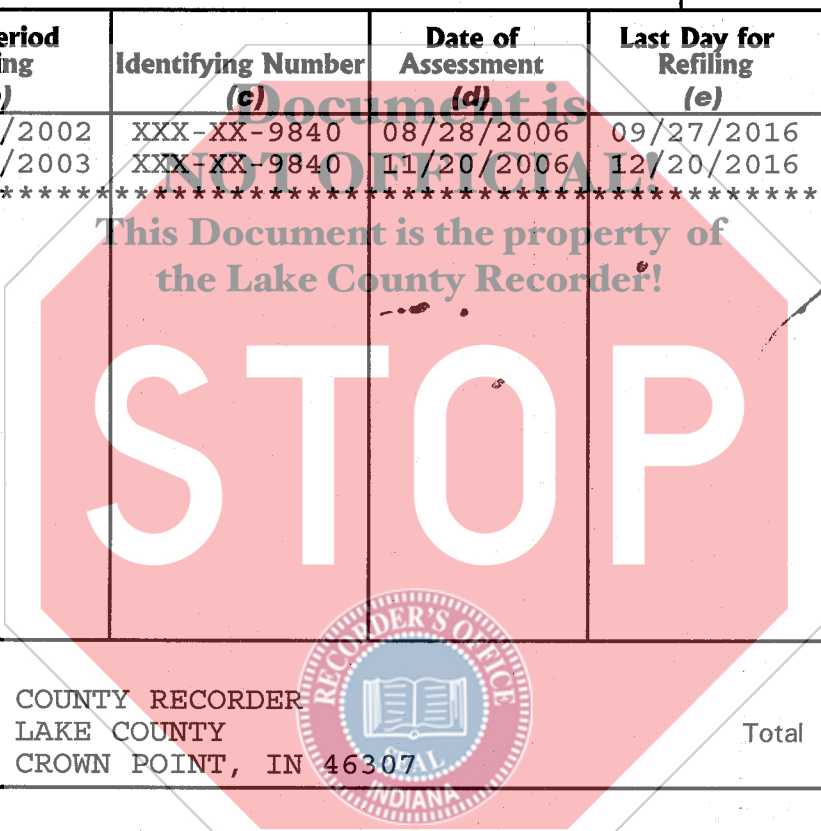 eriod
ing
)
Identifying Number
(c)
Date of
Assessment
(d)
Last Day for
Refiling
(e)
/2002 XXX-XX-9840 08/28/2006 09/27/2016
/2003 XXX-XX-9840 11/20/2006 12/20/2016
Document is
NOT OFFICIAL!
This Document is the property of
the Lake County Recorder!
STOP
COUNTY RECORDER
LAKE COUNTY
CROWN POINT, IN 46307
Total
RECORDER'S OFFICE
SEAL
INDIANA